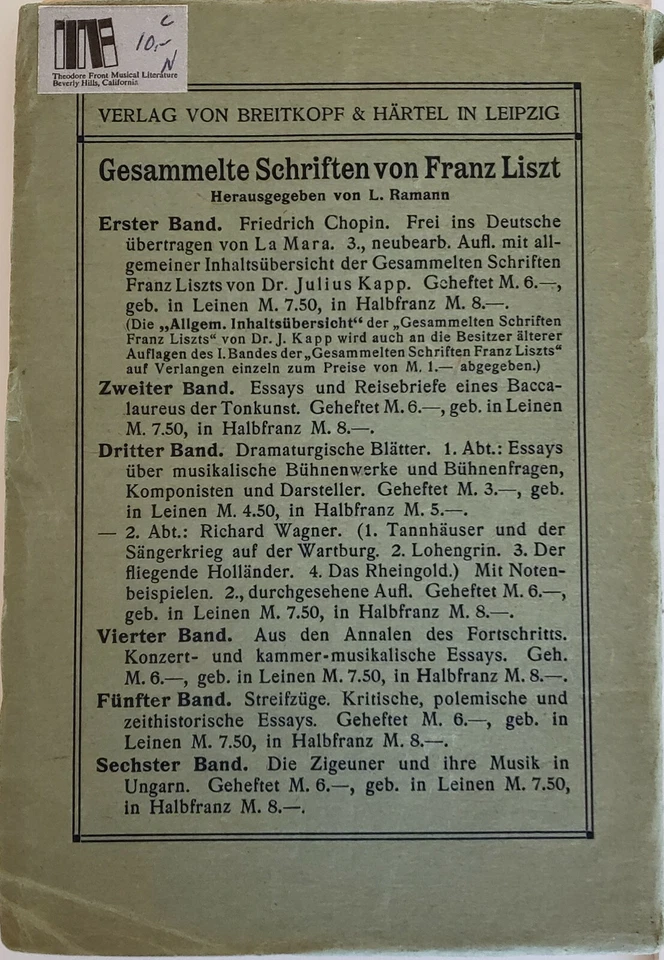 C
10,-
N
Theodore Front Musical Literature
Beverly Hills, California
VERLAG VON BREITKOPF & HÄRTEL IN LEIPZIG
Gesammelte Schriften von Franz Liszt
Herausgegeben von L. Ramann
Erster Band. Friedrich Chopin. Frei ins Deutsche
übertragen von La Mara. 3., neubearb. Aufl. mit all-
gemeiner Inhaltsübersicht der Gesammelten Schriften
Franz Liszts von Dr. Julius Kapp. Geheftet M. 6.—,
geb. in Leinen M. 7.50, in Halbfranz M. 8.—.
(Die „Allgem. Inhaltsübersicht“ der „Gesammelten Schriften
Franz Liszts“ von Dr. J. Kapp wird auch an die Besitzer älterer
Auflagen des I. Bandes der „Gesammelten Schriften Franz Liszts“
auf Verlangen einzeln zum Preise von M. 1.— abgegeben.)
Zweiter Band. Essays und Reisebriefe eines Bacca-
laureus der Tonkunst. Geheftet M. 6.—, geb. in Leinen
M. 7.50, in Halbfranz M. 8.—.
Dritter Band. Dramaturgische Blätter. 1. Abt.: Essays
über musikalische Bühnenwerke und Bühnenfragen,
Komponisten und Darsteller. Geheftet M. 3.—, geb.
in Leinen M. 4.50, in Halbfranz M. 5.—.
— 2. Abt.: Richard Wagner. (1. Tannhäuser und der
Sängerkrieg auf der Wartburg. 2. Lohengrin. 3. Der
fliegende Holländer. 4. Das Rheingold.) Mit Noten-
beispielen. 2., durchgesehene Aufl. Geheftet M. 6.—,
geb. in Leinen M. 7.50, in Halbfranz M. 8.—.
Vierter Band. Aus den Annalen des Fortschritts.
Konzert- und kammer-musikalische Essays. Geh.
M. 6.—, geb. in Leinen M. 7.50, in Halbfranz M. 8.—.
Fünfter Band. Streifzüge. Kritische, polemische und
zeithistorische Essays. Geheftet M. 6.—, geb. in
Leinen M. 7.50, in Halbfranz M. 8.—.
Sechster Band. Die Zigeuner und ihre Musik in
Ungarn. Geheftet M. 6.—, geb. in Leinen M. 7.50,
in Halbfranz M. 8.—.